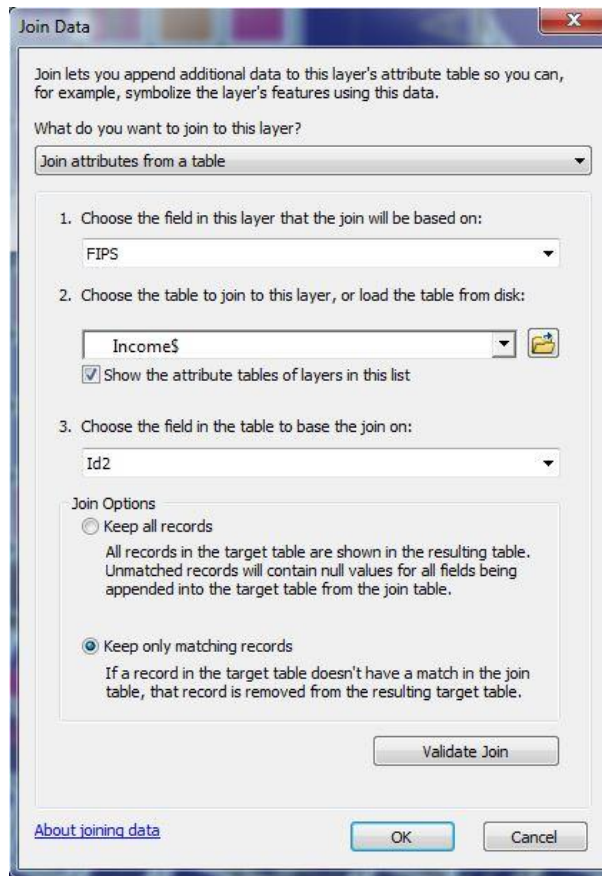 Join Data
Join lets you append additional data to this layer's attribute table so you can,
for example, symbolize the layer's features using this data.
What do you want to join to this layer?
Join attributes from a table
1. Choose the field in this layer that the join will be based on:
FIPS
2. Choose the table to join to this layer, or load the table from disk:
Income$
Show the attribute tables of layers in this list
3. Choose the field in the table to base the join on:
Id2
Join Options
Keep all records
All records in the target table are shown in the resulting table.
Unmatched records will contain null values for all fields being
appended into the target table from the join table.
Keep only matching records
If a record in the target table doesn't have a match in the join
table, that record is removed from the resulting target table.
Validate Join
About joining data
OK
Cancel